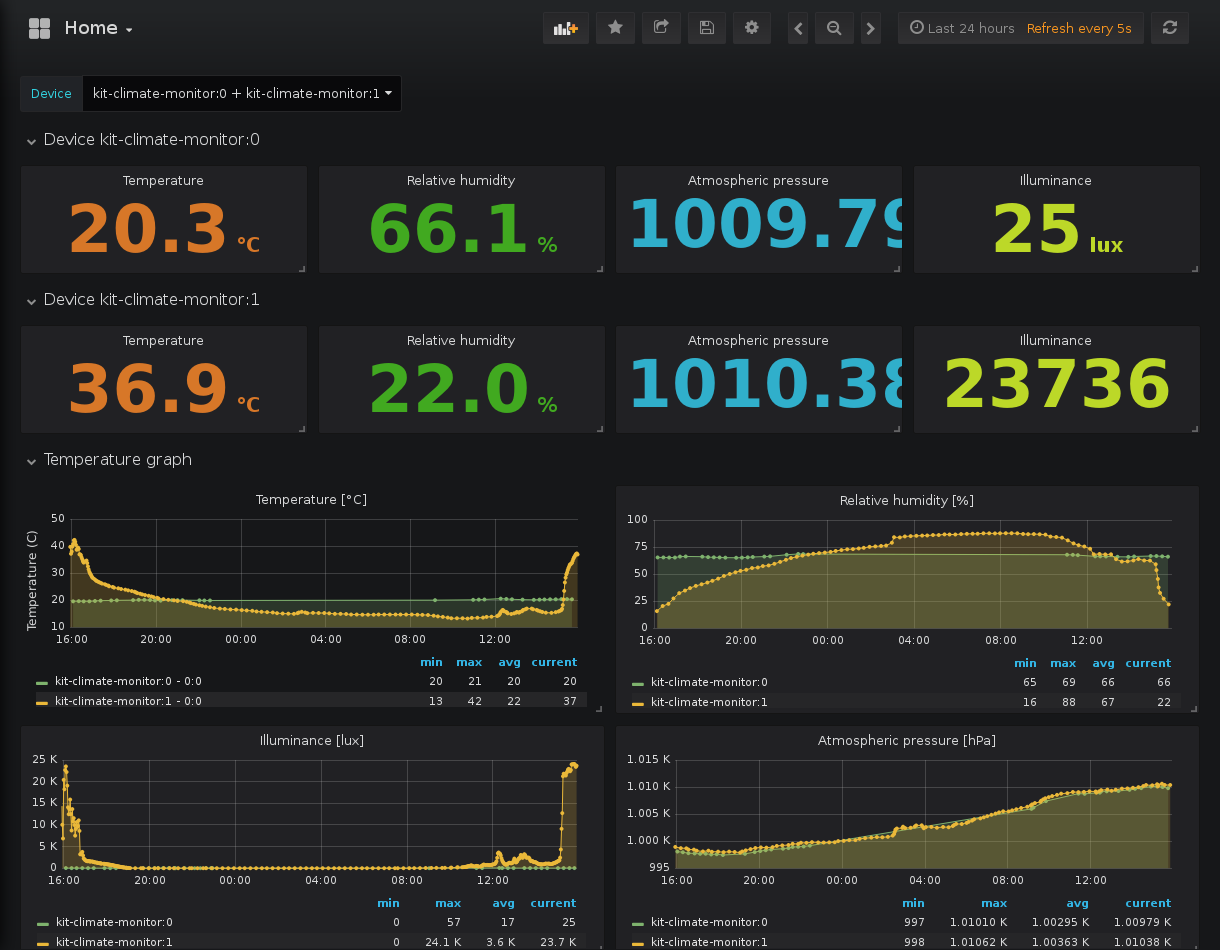 Home
Last 24 hours Refresh every 5s
Device kit-climate-monitor:0 + kit-climate-monitor:1
Device kit-climate-monitor:0
Temperature Relative humidity Atmospheric pressure Illuminance
20.3 °C 66.1 % 1009.79 25 lux
Device kit-climate-monitor:1
Temperature Relative humidity Atmospheric pressure Illuminance
36.9 °C 22.0 % 1010.38 23736
Temperature graph
Temperature [°C]
Temperature (C)
50
40
30
20
10
16:00 20:00 00:00 04:00 08:00 12:00
min max avg current
kit-climate-monitor:0 - 0:0 20 21 20 20
kit-climate-monitor:1 - 0:0 13 42 22 37
Relative humidity [%]
100
75
50
25
0
16:00 20:00 00:00 04:00 08:00 12:00
min max avg current
kit-climate-monitor:0 65 69 66 66
kit-climate-monitor:1 16 88 67 22
Illuminance [lux]
25 K
20 K
15 K
10 K
5 K
0
16:00 20:00 00:00 04:00 08:00 12:00
min max avg current
kit-climate-monitor:0 0 57 17 25
kit-climate-monitor:1 0 24.1 K 3.6 K 23.7 K
Atmospheric pressure [hPa]
1.015 K
1.010 K
1.005 K
1.000 K
995
16:00 20:00 00:00 04:00 08:00 12:00
min max avg current
kit-climate-monitor:0 997 1.01010 K 1.00295 K 1.00979 K
kit-climate-monitor:1 998 1.01062 K 1.00363 K 1.01038 K